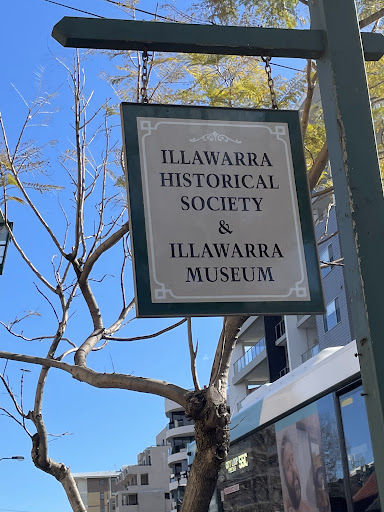 ILLAWARRA
HISTORICAL
SOCIETY
&
ILLAWARRA
MUSEUM